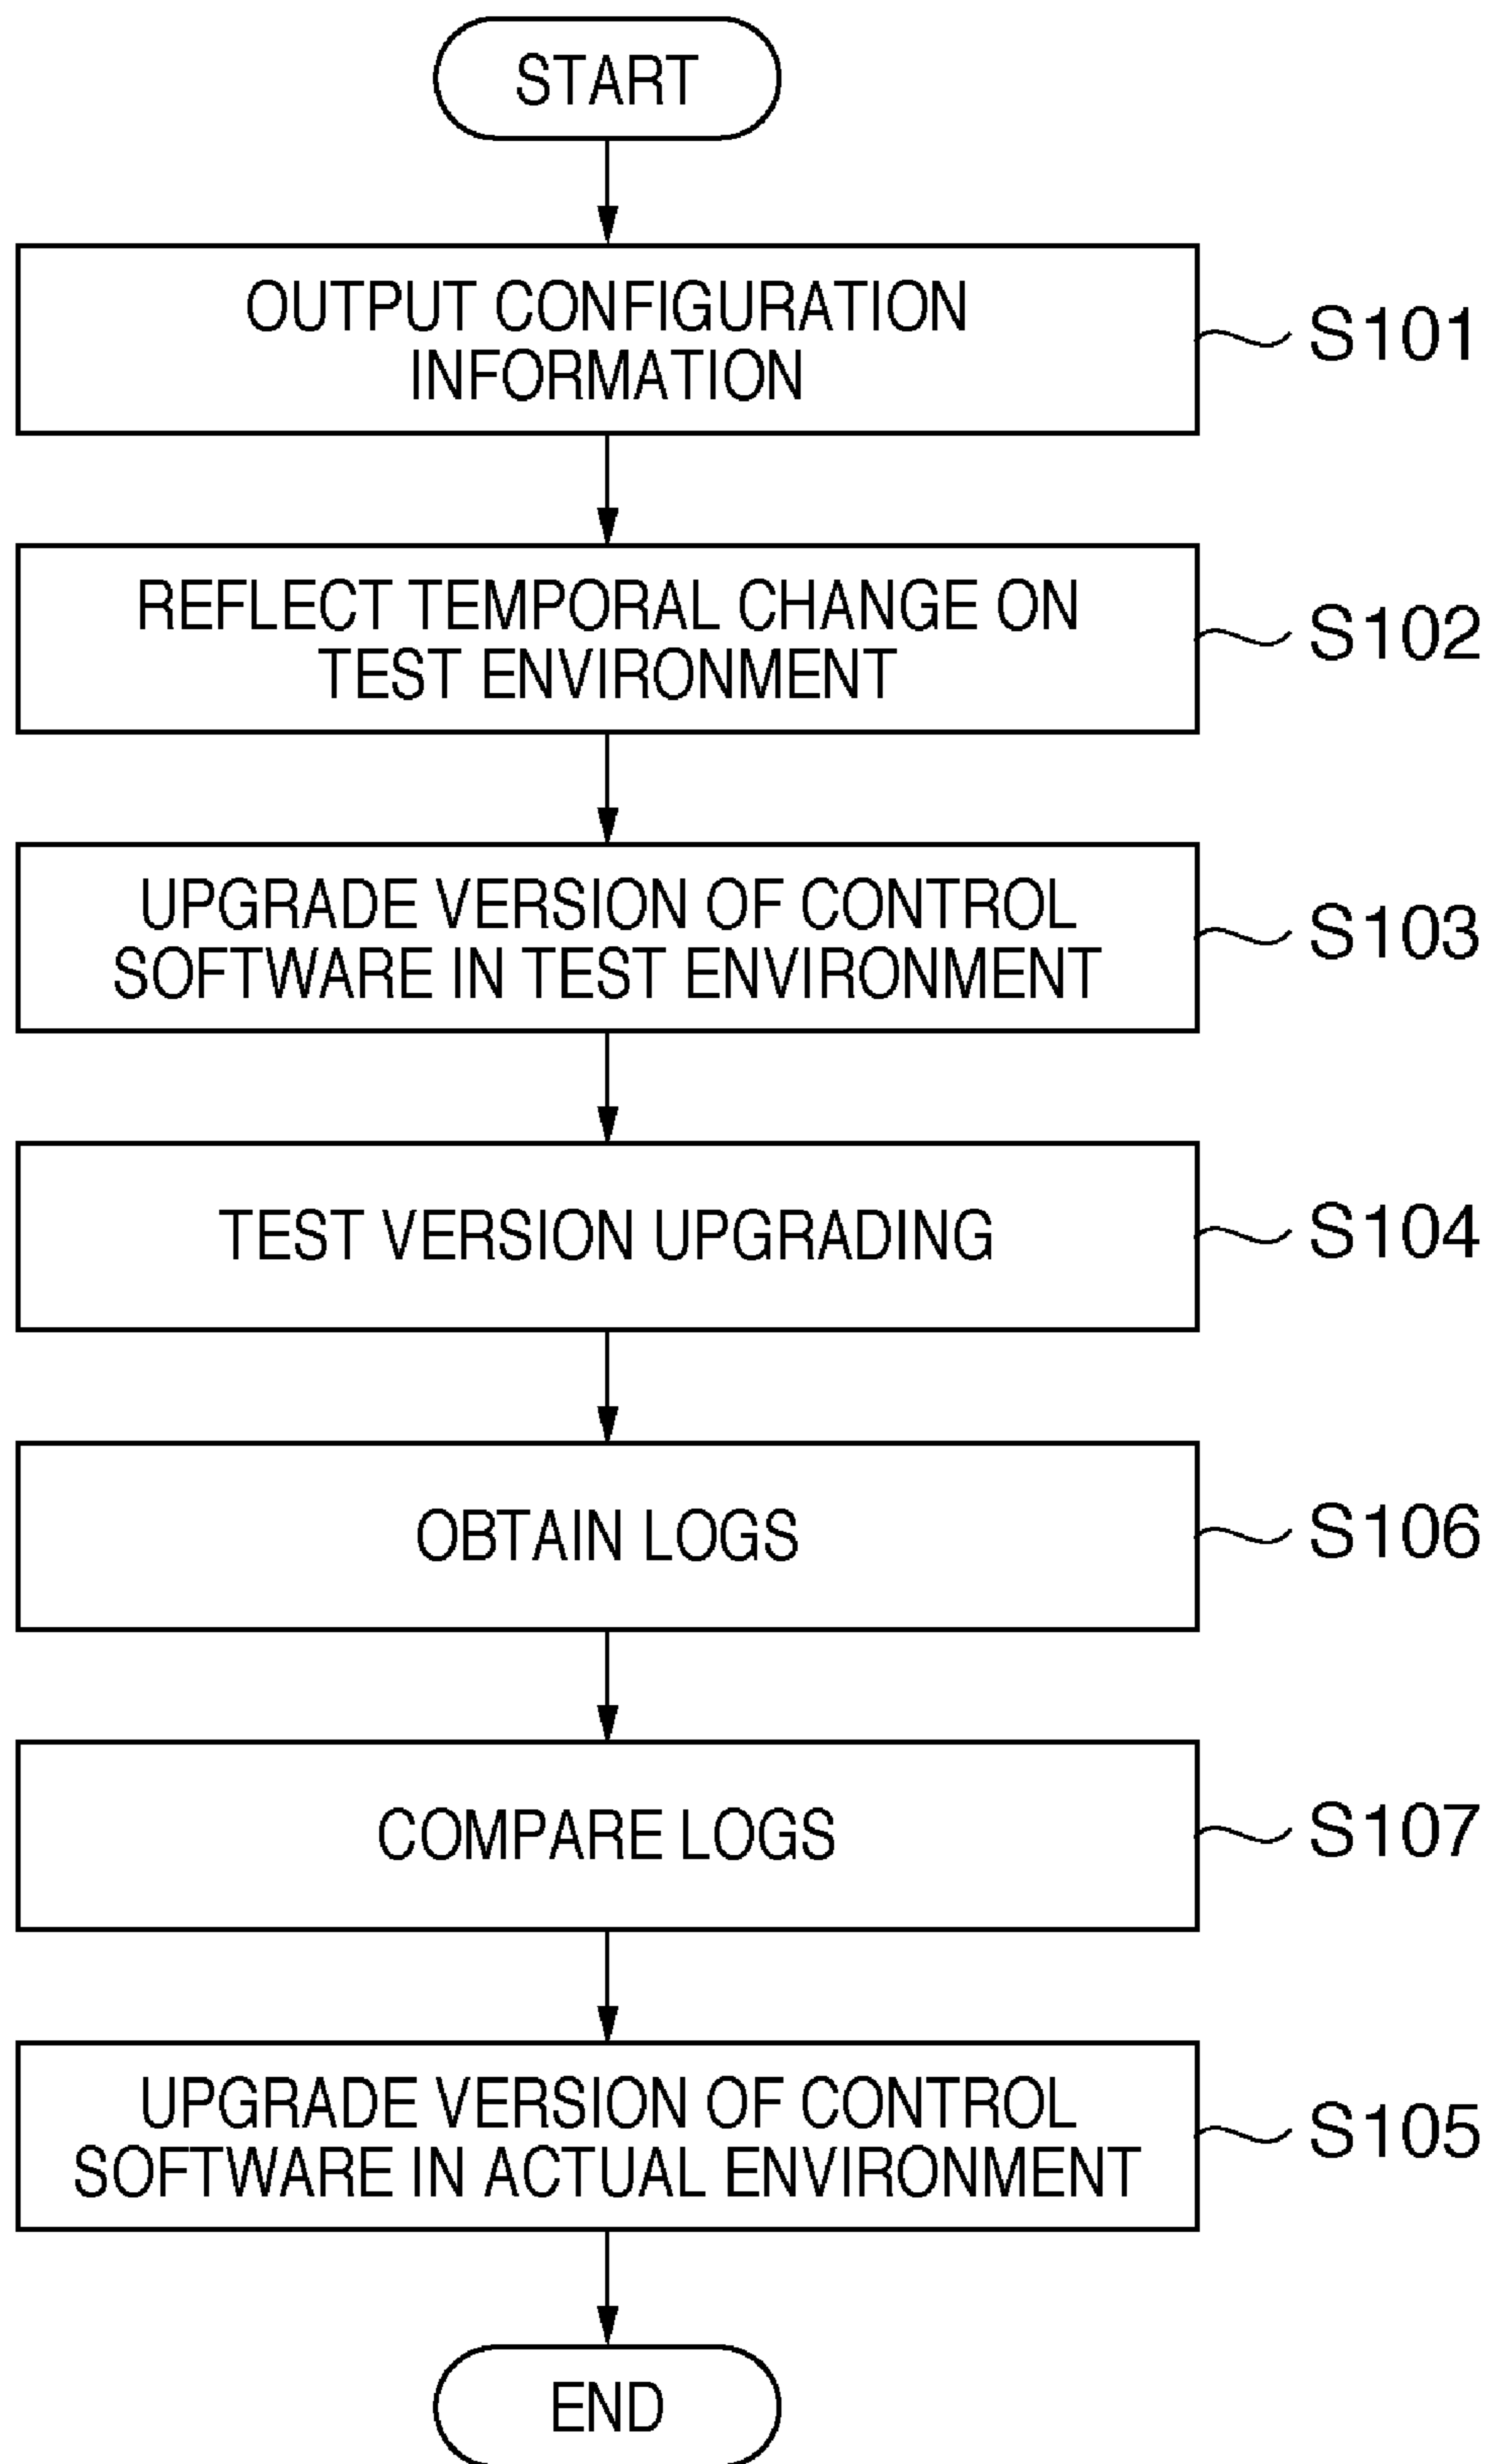 START
OUTPUT CONFIGURATION
INFORMATION
S101
REFLECT TEMPORAL CHANGE ON
TEST ENVIRONMENT
S102
UPGRADE VERSION OF CONTROL
SOFTWARE IN TEST ENVIRONMENT
S103
TEST VERSION UPGRADING
S104
OBTAIN LOGS
S106
COMPARE LOGS
S107
UPGRADE VERSION OF CONTROL
SOFTWARE IN ACTUAL ENVIRONMENT
S105
END